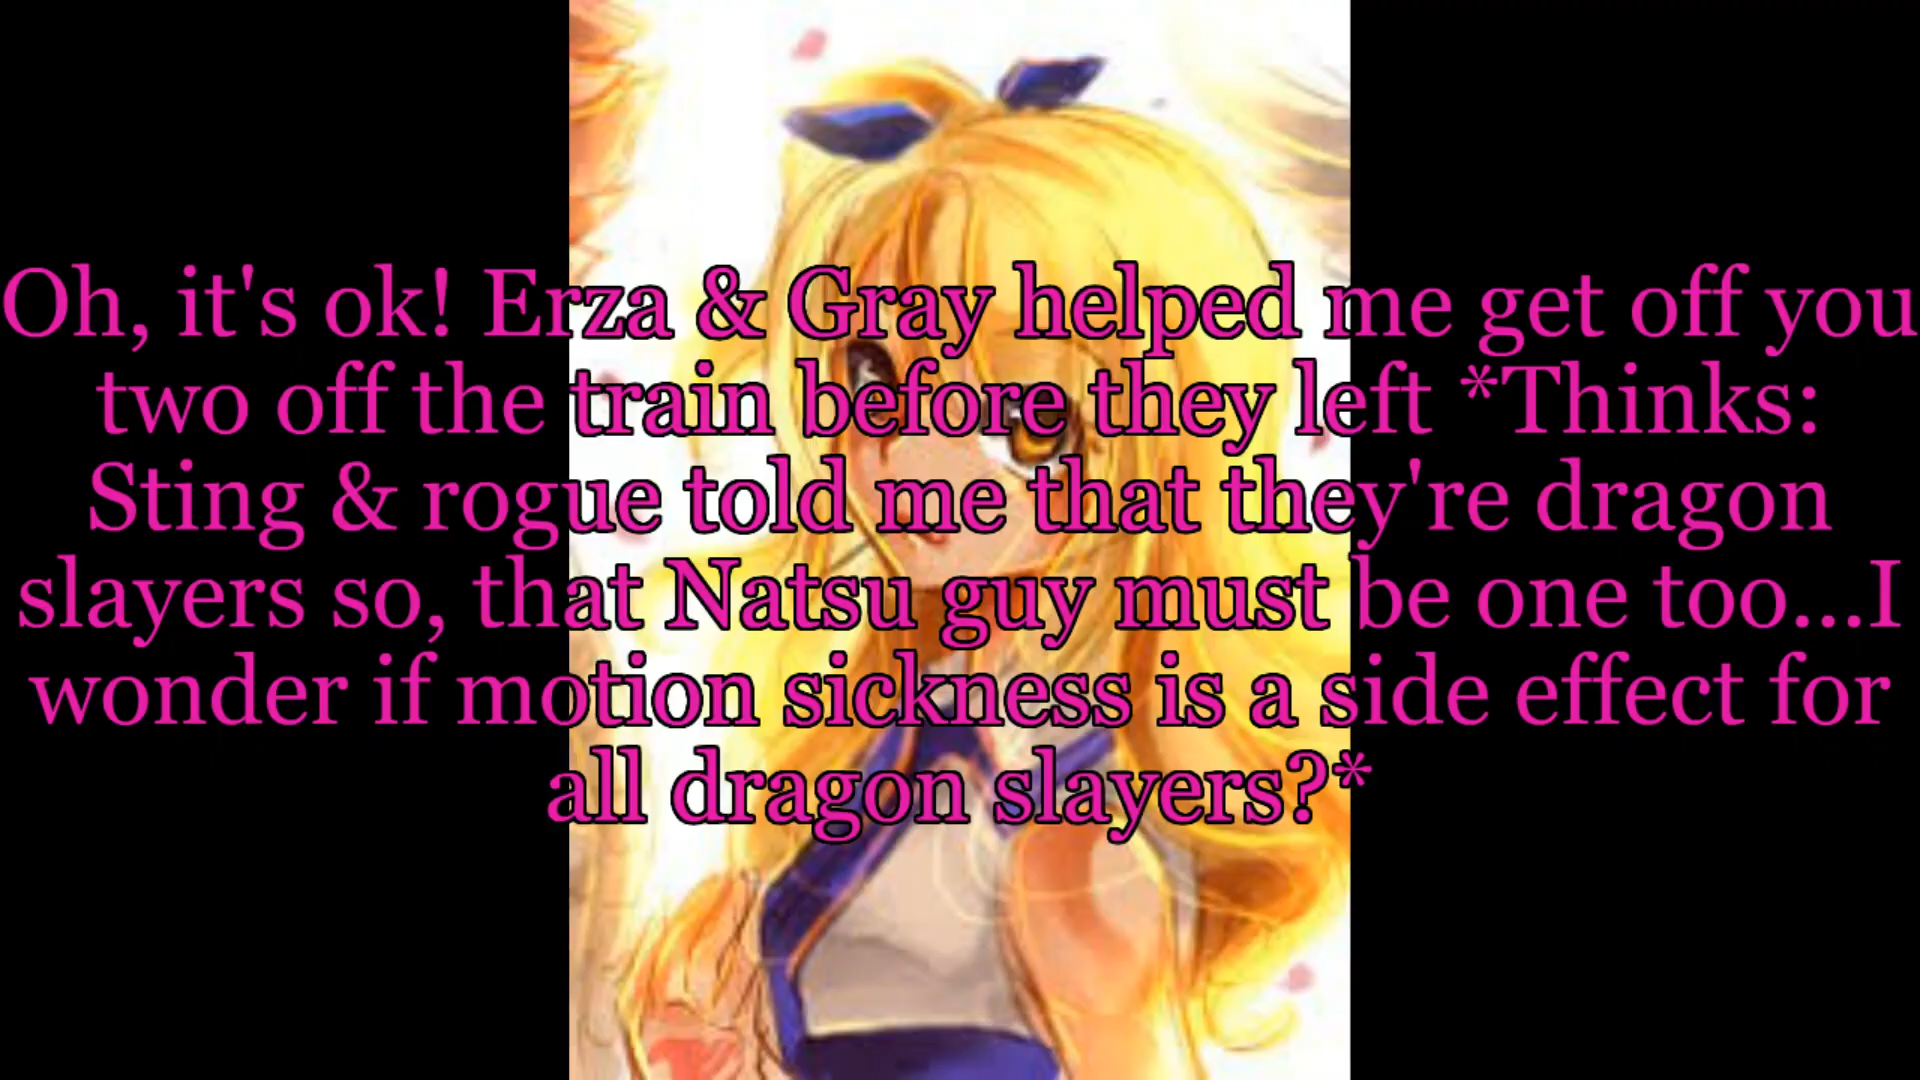 Oh, it's ok! Erza & Gray helped me get off you
two off the train before they left *Thinks:
Sting & rogue told me that they're dragon
slayers so, that Natsu guy must be one too...I
wonder if motion sickness is a side effect for
all dragon slayers?*